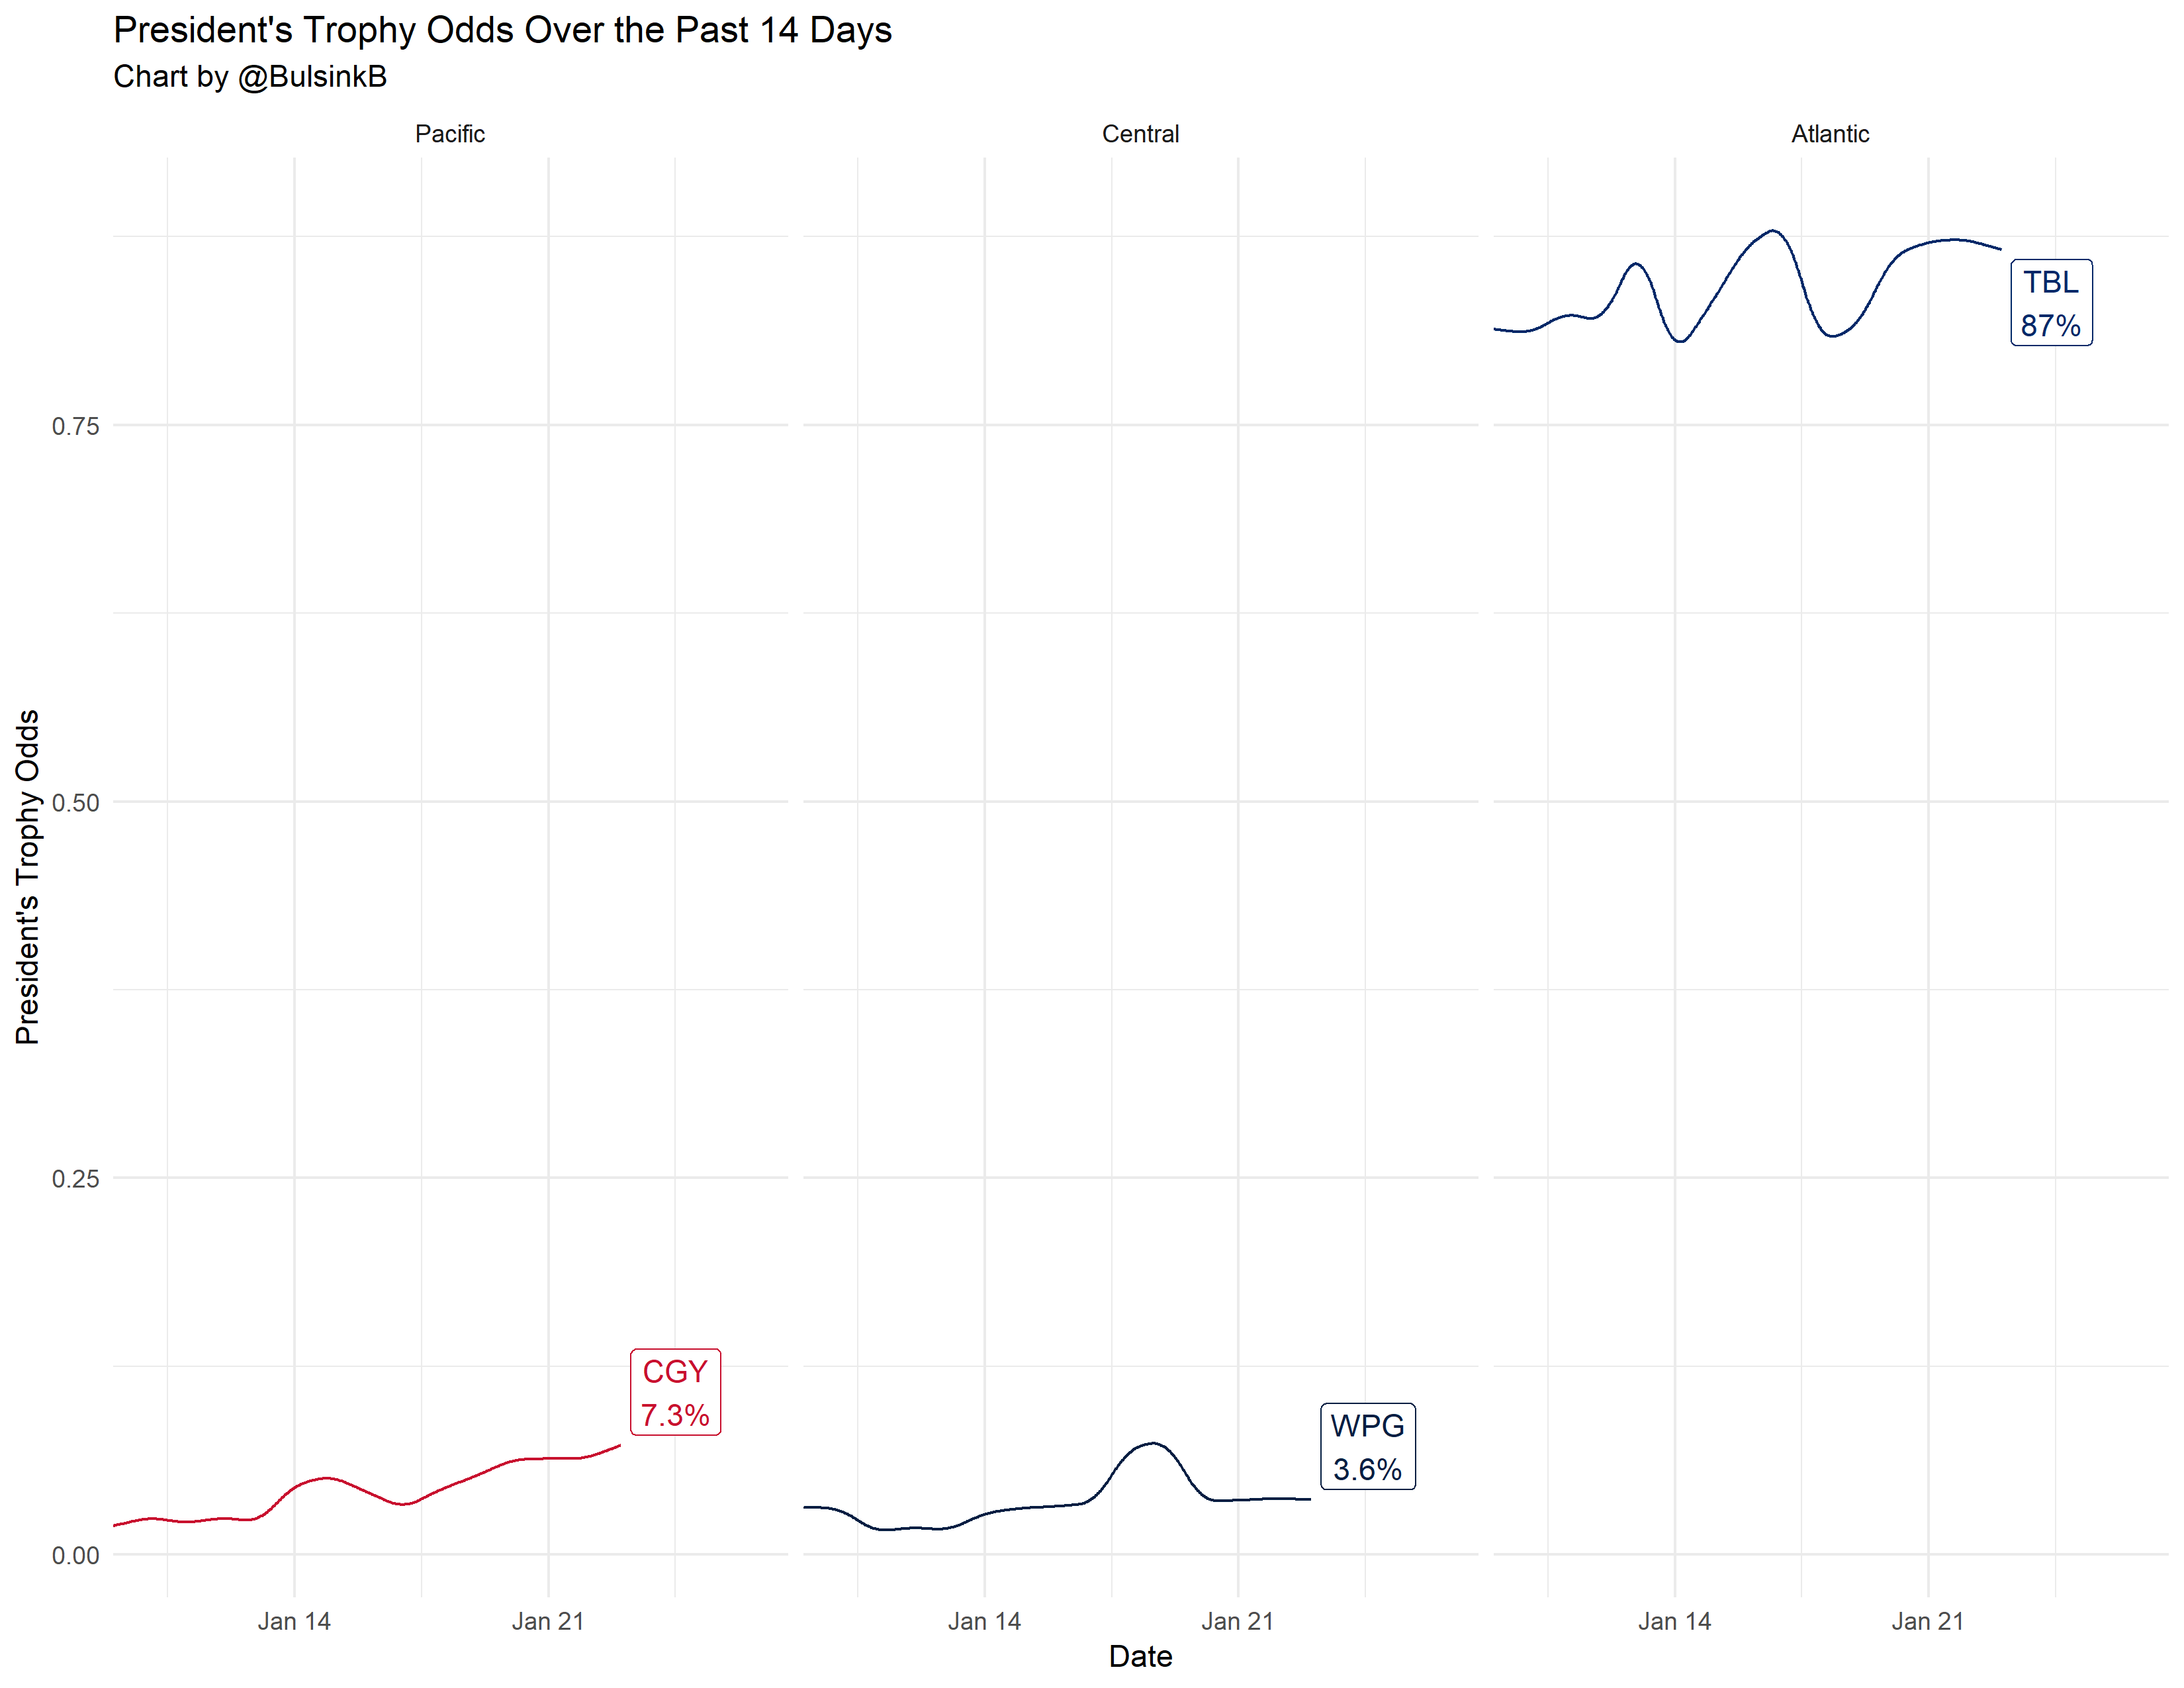 President's Trophy Odds Over the Past 14 Days
Chart by @BulsinkB
Pacific
Central
Atlantic
President's Trophy Odds
0.75
0.50
0.25
0.00
TBL
87%
CGY
7.3%
WPG
3.6%
Jan 14
Jan 21
Jan 14
Jan 21
Jan 14
Jan 21
Date